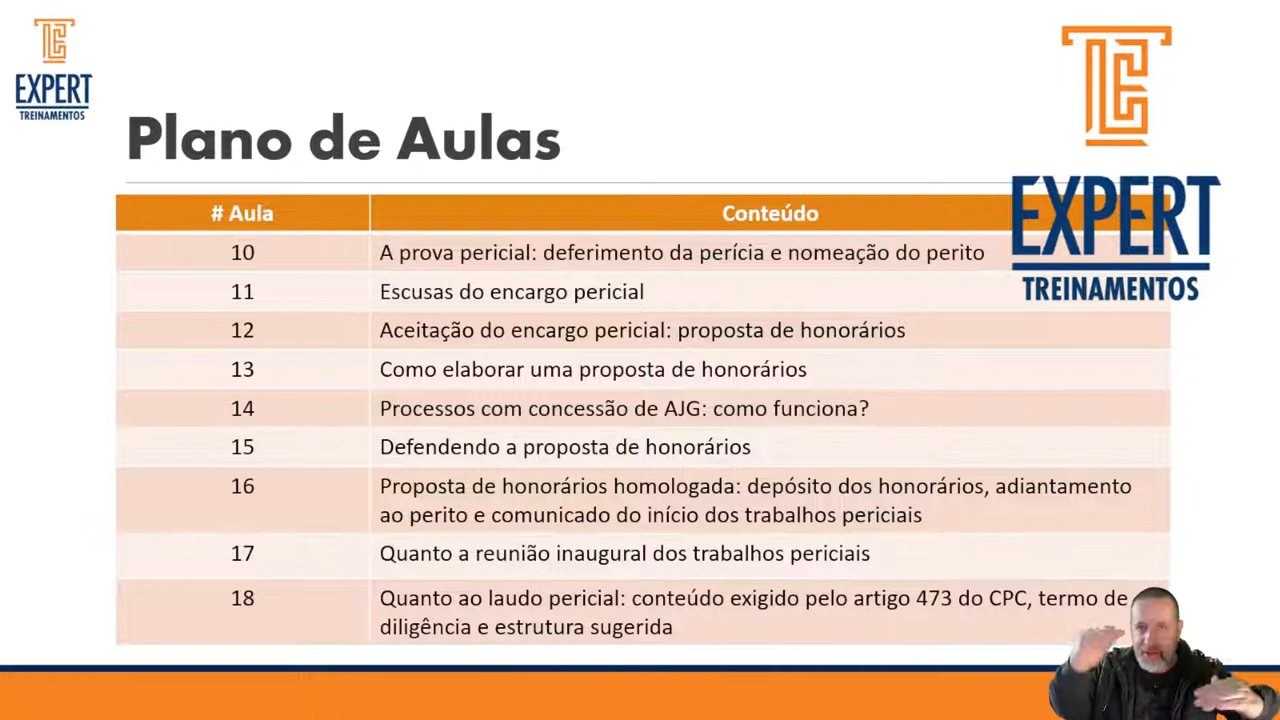 EXPERT
TREINAMENTOS
EXPERT
TREINAMENTOS
Plano de Aulas
# Aula Conteúdo
10 A prova pericial: deferimento da perícia e nomeação do perito
11 Escusas do encargo pericial
12 Aceitação do encargo pericial: proposta de honorários
13 Como elaborar uma proposta de honorários
14 Processos com concessão de AJG: como funciona?
15 Defendendo a proposta de honorários
16 Proposta de honorários homologada: depósito dos honorários, adiantamento
ao perito e comunicado do início dos trabalhos periciais
17 Quanto a reunião inaugural dos trabalhos periciais
18 Quanto ao laudo pericial: conteúdo exigido pelo artigo 473 do CPC, termo de
diligência e estrutura sugerida